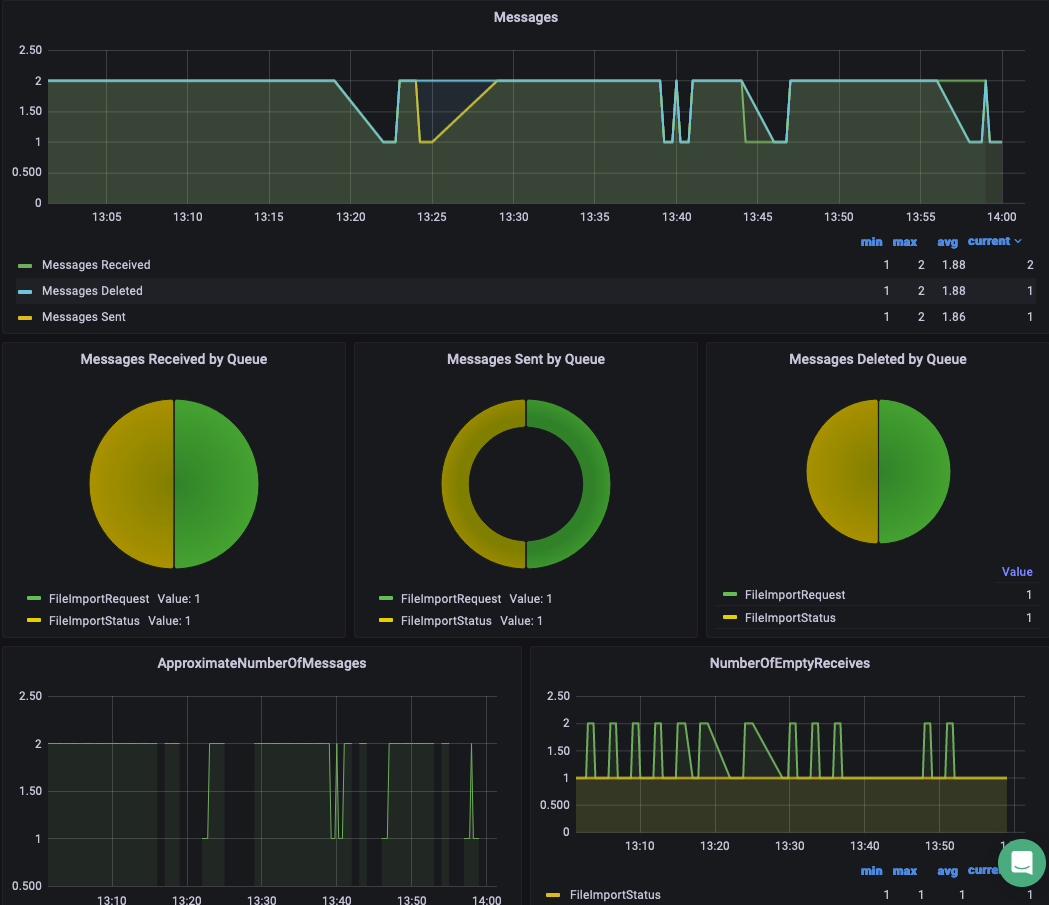 Messages
2.50
2
1.50
1
0.500
0
13:05 13:10 13:15 13:20 13:25 13:30 13:35 13:40 13:45 13:50 13:55 14:00
min max avg current
Messages Received 1 2 1.88 2
Messages Deleted 1 2 1.88 1
Messages Sent 1 2 1.86 1
Messages Received by Queue
FileImportRequest Value: 1
FileImportStatus Value: 1
Messages Sent by Queue
FileImportRequest Value: 1
FileImportStatus Value: 1
Messages Deleted by Queue
Value
FileImportRequest 1
FileImportStatus 1
ApproximateNumberOfMessages
2.50
2
1.50
1
0.500
13:10 13:20 13:30 13:40 13:50 14:00
NumberOfEmptyReceives
2.50
2
1.50
1
0.500
0
13:10 13:20 13:30 13:40 13:50
min max avg
FileImportStatus 1 1 1 1